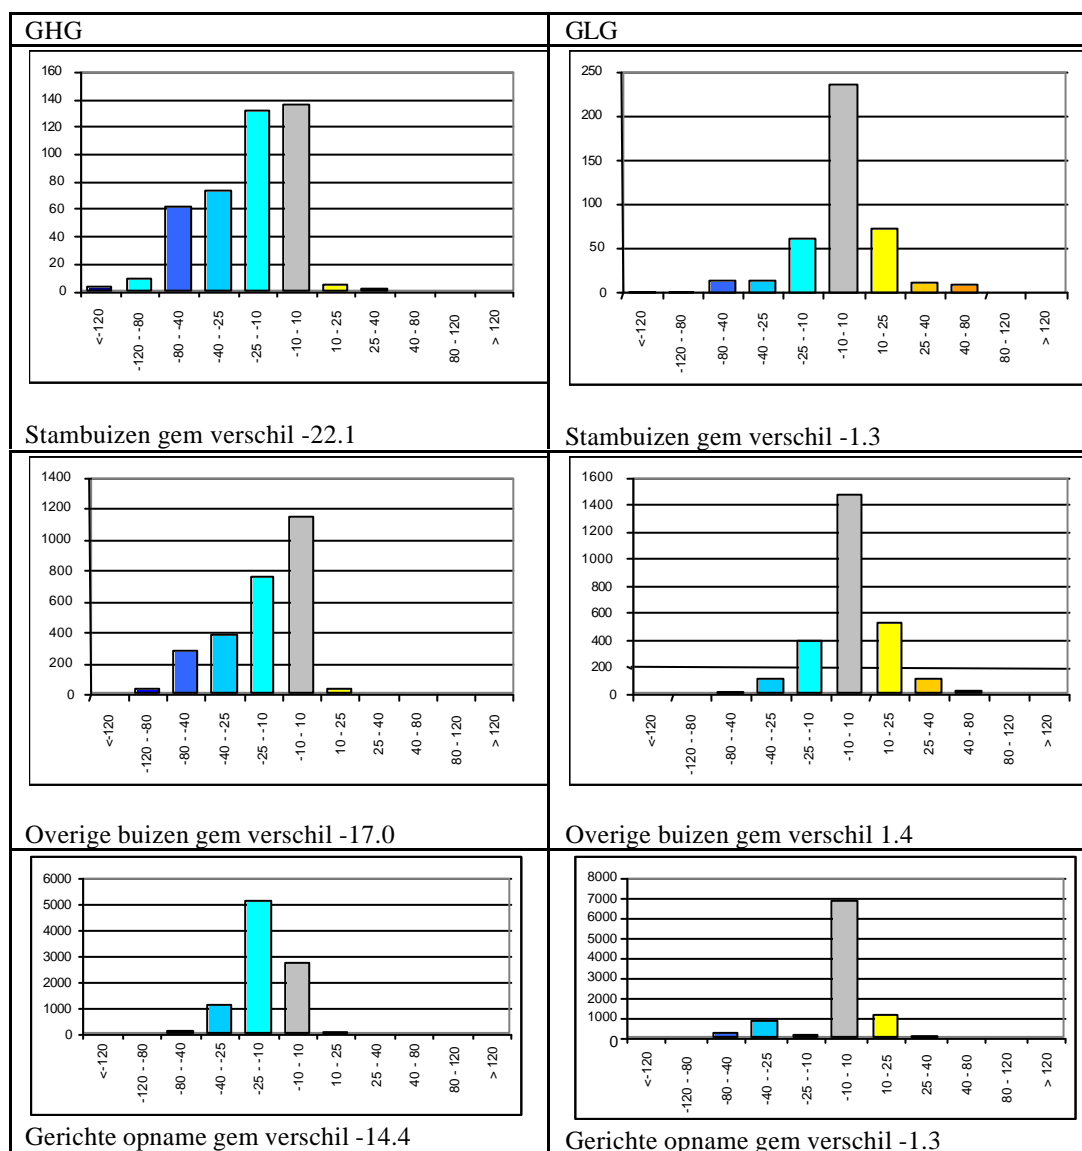 GHG
GLG
160
140
120
100
80
60
40
20
0
<-120
-120 - -80
-80 - -40
-40 - -25
-25 - -10
-10 - 10
10 - 25
25 - 40
40 - 80
80 - 120
> 120
Stambuizen gem verschil -22.1
250
200
150
100
50
0
<-120
-120 - -80
-80 - -40
-40 - -25
-25 - -10
-10 - 10
10 - 25
25 - 40
40 - 80
80 - 120
> 120
Stambuizen gem verschil -1.3
1400
1200
1000
800
600
400
200
0
<-120
-120 - -80
-80 - -40
-40 - -25
-25 - -10
-10 - 10
10 - 25
25 - 40
40 - 80
80 - 120
> 120
Overige buizen gem verschil -17.0
1600
1400
1200
1000
800
600
400
200
0
<-120
-120 - -80
-80 - -40
-40 - -25
-25 - -10
-10 - 10
10 - 25
25 - 40
40 - 80
80 - 120
> 120
Overige buizen gem verschil 1.4
6000
5000
4000
3000
2000
1000
0
<-120
-120 - -80
-80 - -40
-40 - -25
-25 - -10
-10 - 10
10 - 25
25 - 40
40 - 80
80 - 120
> 120
Gerichte opname gem verschil -14.4
8000
7000
6000
5000
4000
3000
2000
1000
0
<-120
-120 - -80
-80 - -40
-40 - -25
-25 - -10
-10 - 10
10 - 25
25 - 40
40 - 80
80 - 120
> 120
Gerichte opname gem verschil -1.3